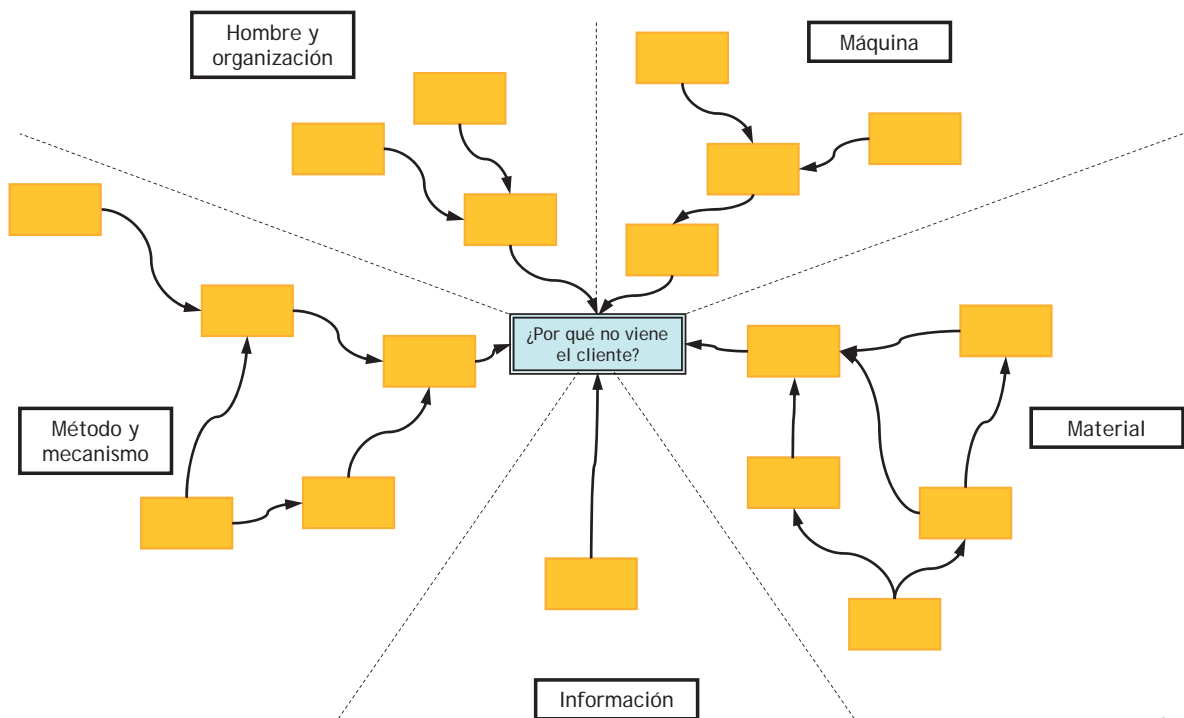 Hombre y
organización
Máquina
¿Por qué no viene
el cliente?
Método y
mecanismo
Material
Información